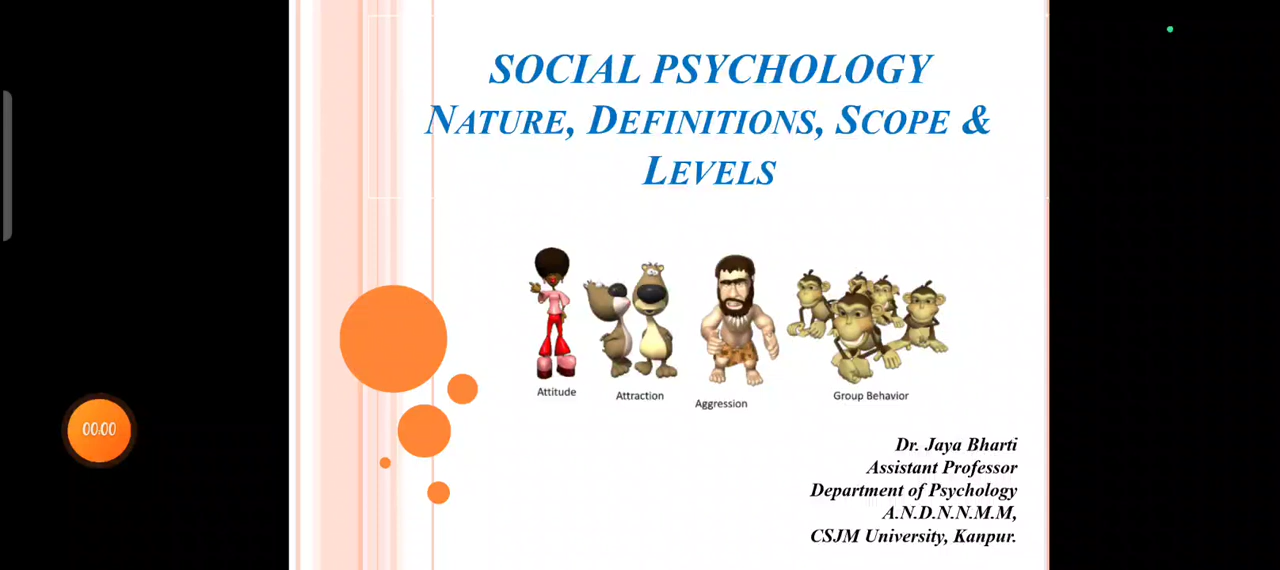 SOCIAL PSYCHOLOGY
NATURE, DEFINITIONS, SCOPE &
LEVELS
Attitude
Attraction
Aggression
Group Behavior
Dr. Jaya Bharti
Assistant Professor
Department of Psychology
A.N.D.N.N.M.M,
CSJM University, Kanpur.
00:00